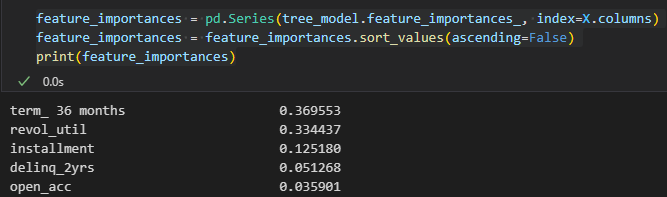 feature_importances = pd.Series(tree_model.feature_importances_, index=X.columns)
feature_importances = feature_importances.sort_values(ascending=False)
print(feature_importances)
0.0s
term_ 36 months 0.369553
revol_util 0.334437
installment 0.125180
delinq_2yrs 0.051268
open_acc 0.035901